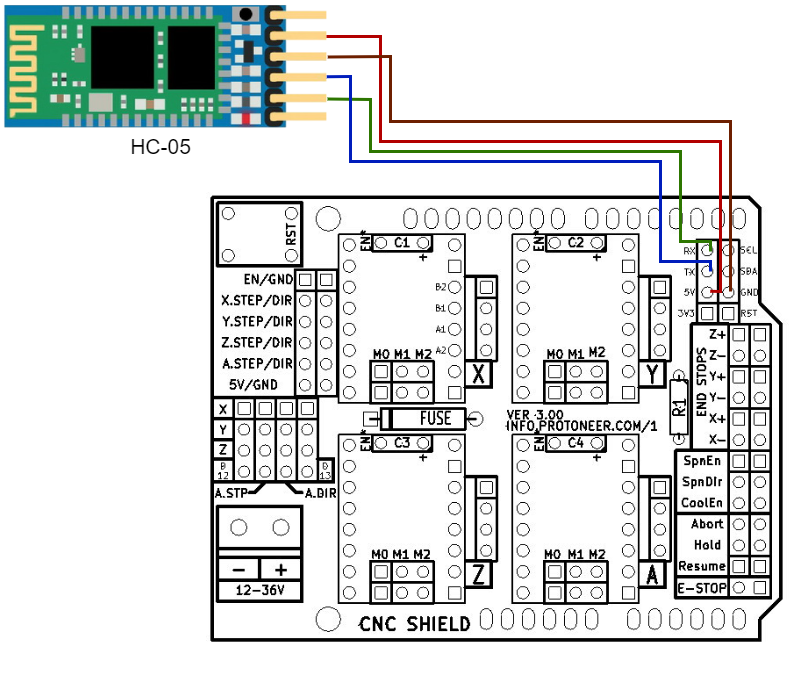 HC-05
RST
EN/GND
X.STEP/DIR
Y.STEP/DIR
Z.STEP/DIR
A.STEP/DIR
5V/GND
X
Y
Z
D
12
D
13
A.STP
A.DIR
12-36V
EN*
C1
+
B2
B1
A1
A2
M0 M1 M2
X
EN*
C2
+
M0 M1 M2
Y
RX
SCL
TX
SDA
5V
GND
3V3
RST
END STOPS
Z+
Z-
Y+
Y-
X+
X-
R1
FUSE
VER 3.00
INFO.PROTONEER.COM/1
EN*
C3
+
M0 M1 M2
Z
EN*
C4
+
M0 M1 M2
A
SpnEn
SpnDir
CoolEn
Abort
Hold
Resume
E-STOP
- +
CNC SHIELD